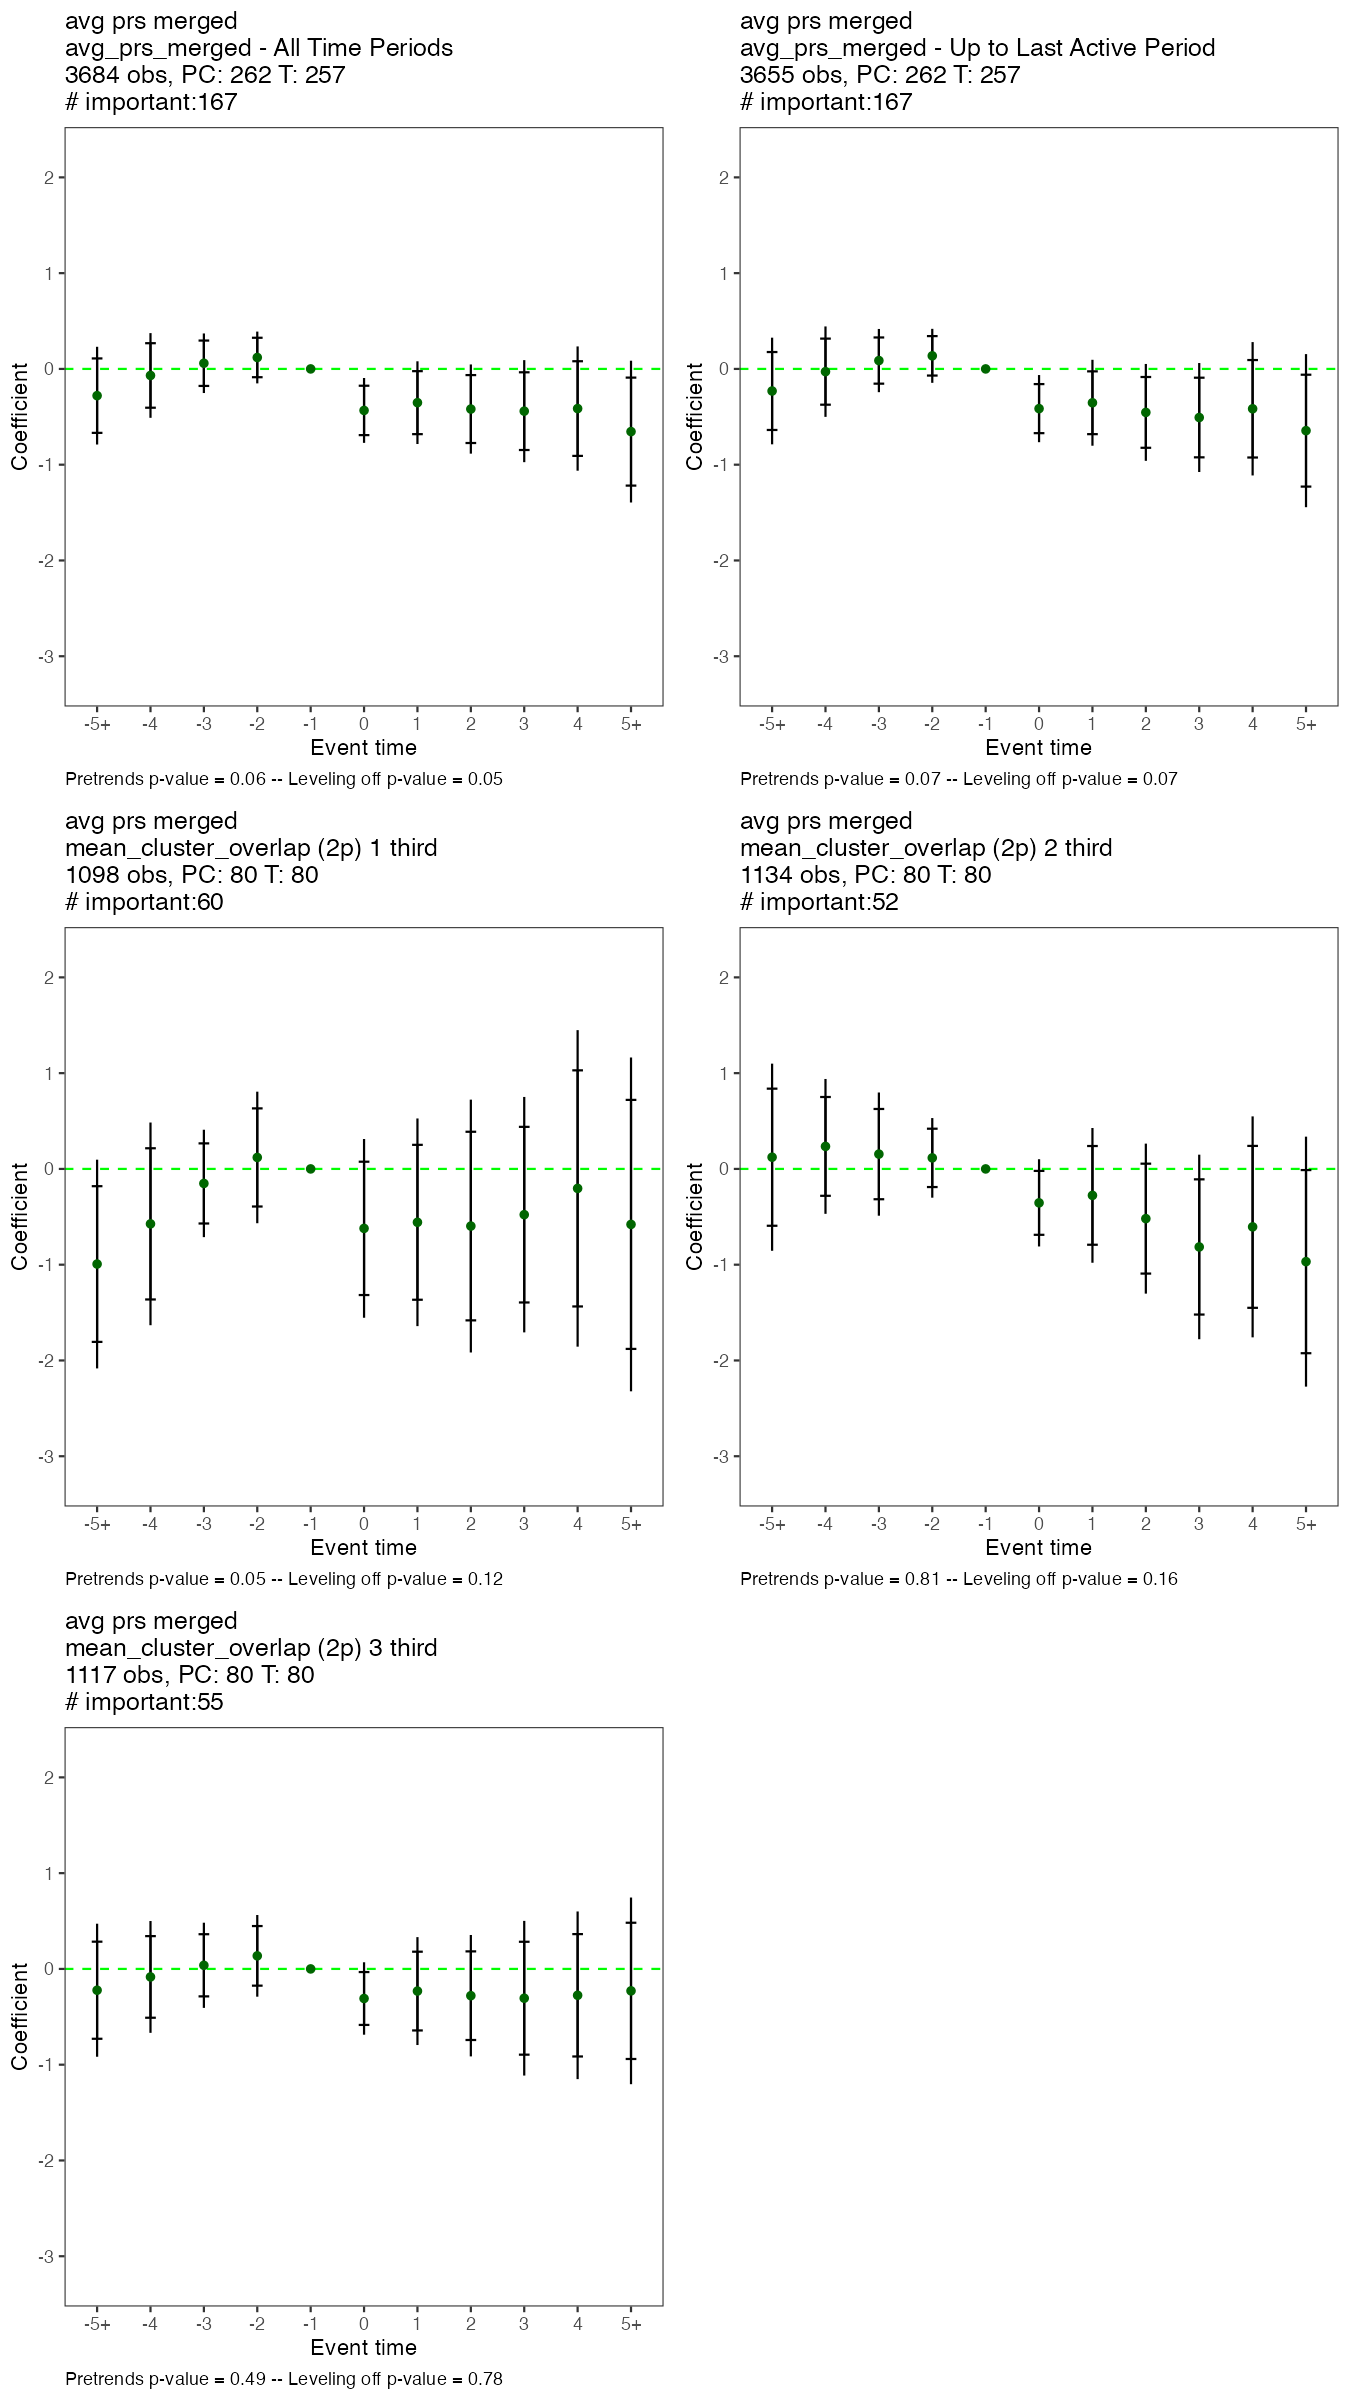 avg prs merged
avg_prs_merged - All Time Periods
3684 obs, PC: 262 T: 257
# important:167
2
1
0
-1
-2
-3
Coefficient
-5+ -4 -3 -2 -1 0 1 2 3 4 5+
Event time
Pretrends p-value = 0.06 -- Leveling off p-value = 0.05
avg prs merged
avg_prs_merged - Up to Last Active Period
3655 obs, PC: 262 T: 257
# important:167
2
1
0
-1
-2
-3
Coefficient
-5+ -4 -3 -2 -1 0 1 2 3 4 5+
Event time
Pretrends p-value = 0.07 -- Leveling off p-value = 0.07
avg prs merged
mean_cluster_overlap (2p) 1 third
1098 obs, PC: 80 T: 80
# important:60
2
1
0
-1
-2
-3
Coefficient
-5+ -4 -3 -2 -1 0 1 2 3 4 5+
Event time
Pretrends p-value = 0.05 -- Leveling off p-value = 0.12
avg prs merged
mean_cluster_overlap (2p) 2 third
1134 obs, PC: 80 T: 80
# important:52
2
1
0
-1
-2
-3
Coefficient
-5+ -4 -3 -2 -1 0 1 2 3 4 5+
Event time
Pretrends p-value = 0.81 -- Leveling off p-value = 0.16
avg prs merged
mean_cluster_overlap (2p) 3 third
1117 obs, PC: 80 T: 80
# important:55
2
1
0
-1
-2
-3
Coefficient
-5+ -4 -3 -2 -1 0 1 2 3 4 5+
Event time
Pretrends p-value = 0.49 -- Leveling off p-value = 0.78